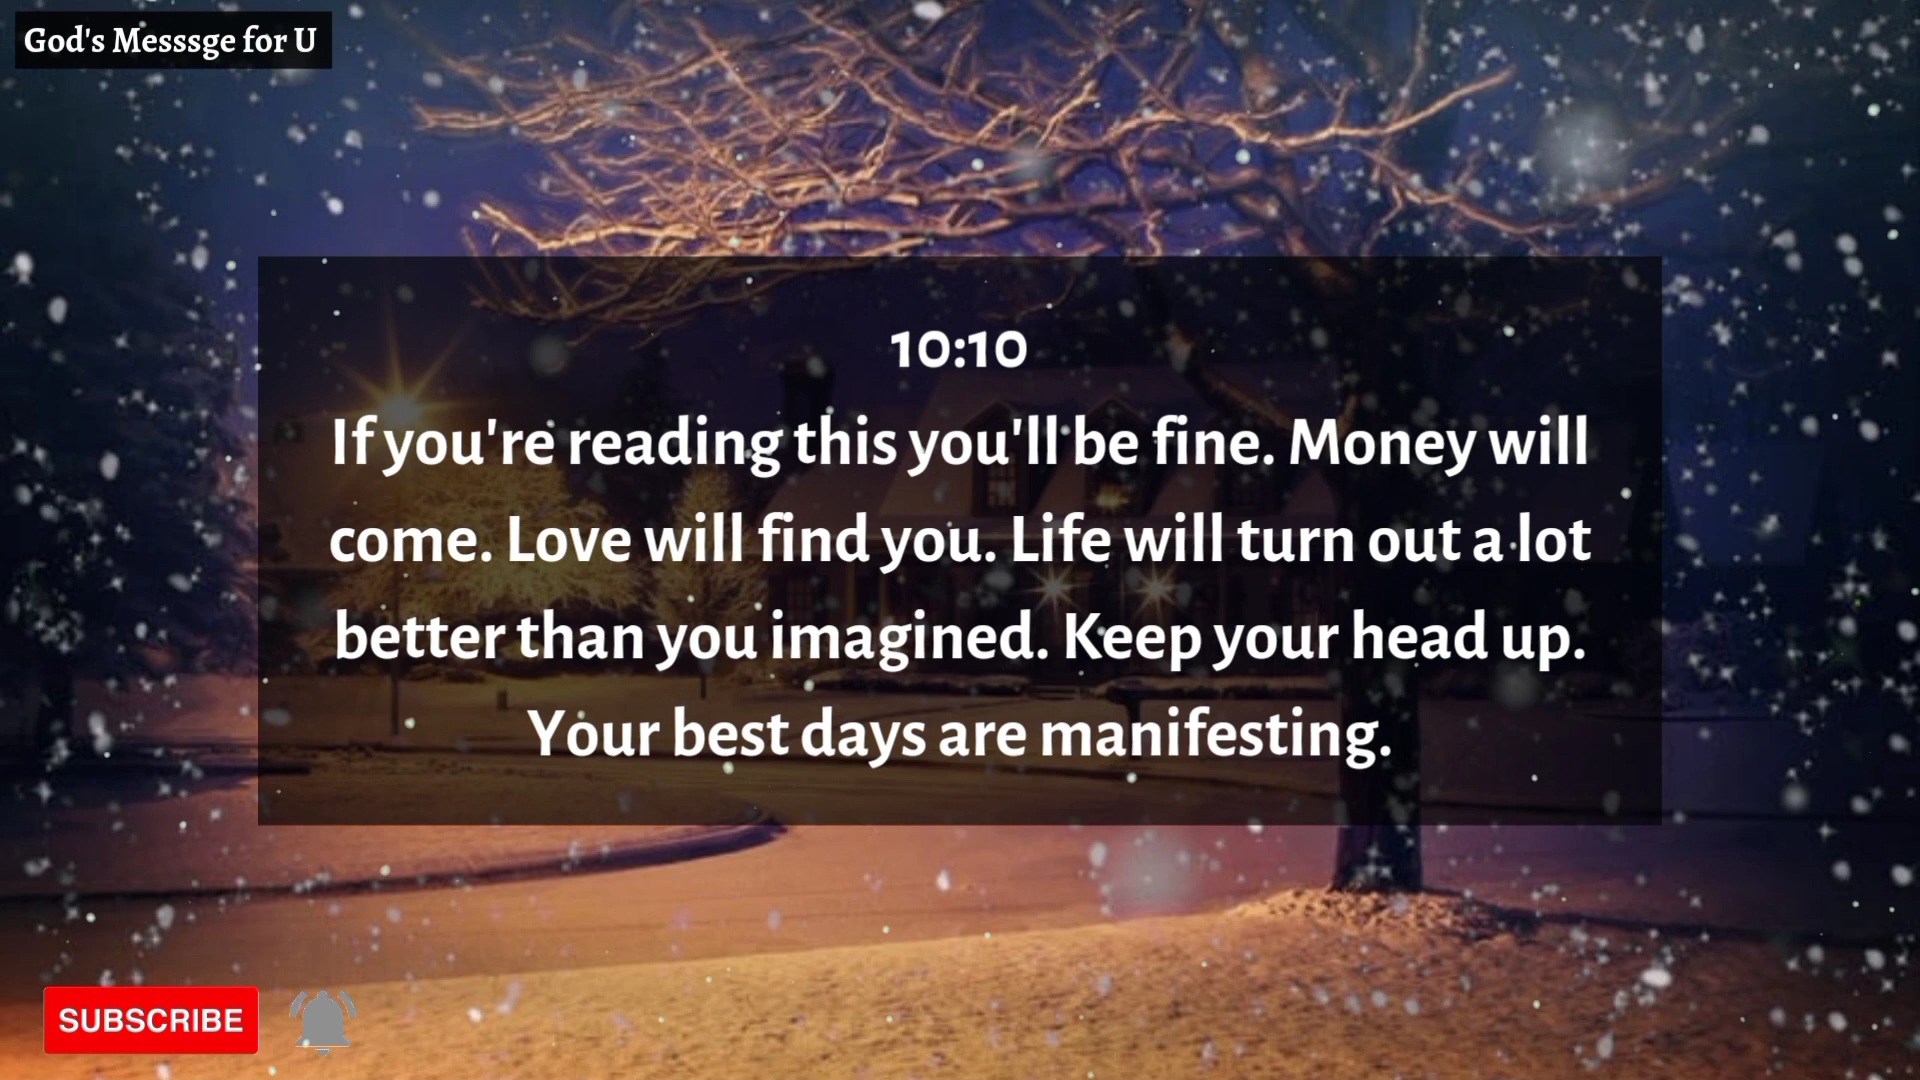 God's Messsge for U
10:10
If you're reading this you'll be fine. Money will
come. Love will find you. Life will turn out a lot
better than you imagined. Keep your head up.
Your best days are manifesting.
SUBSCRIBE